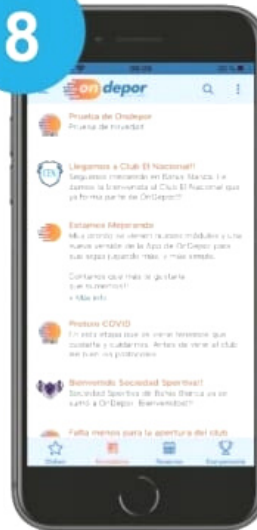 8
ondepor
Prueba de Ondepor
Prueba de novedad
Llegamos a Club El Nacional!!
Seguimos creciendo en Bahía Blanca. Le
damos la bienvenida al Club El Nacional que
ya forma parte de OnDepor!!!
Estamos Mejorando
Muy pronto se vienen nuevos módulos y una
nueva versión de la App de OnDepor para
que sigas jugando más, y más simple.
Contanos que más te gustaría
que sumemos!!
+ Más info
Protoco COVID
En esta etapa que se viene tenemos que
cuidarte y cuidarnos. Antes de venir al club
lee bien los protocolos
Bienvenido Sociedad Sportiva!!
Sociedad Sportiva de Bahía Blanca ya se
sumó a OnDepor. Bienvenidos!!!
Falta menos para la apertura del club